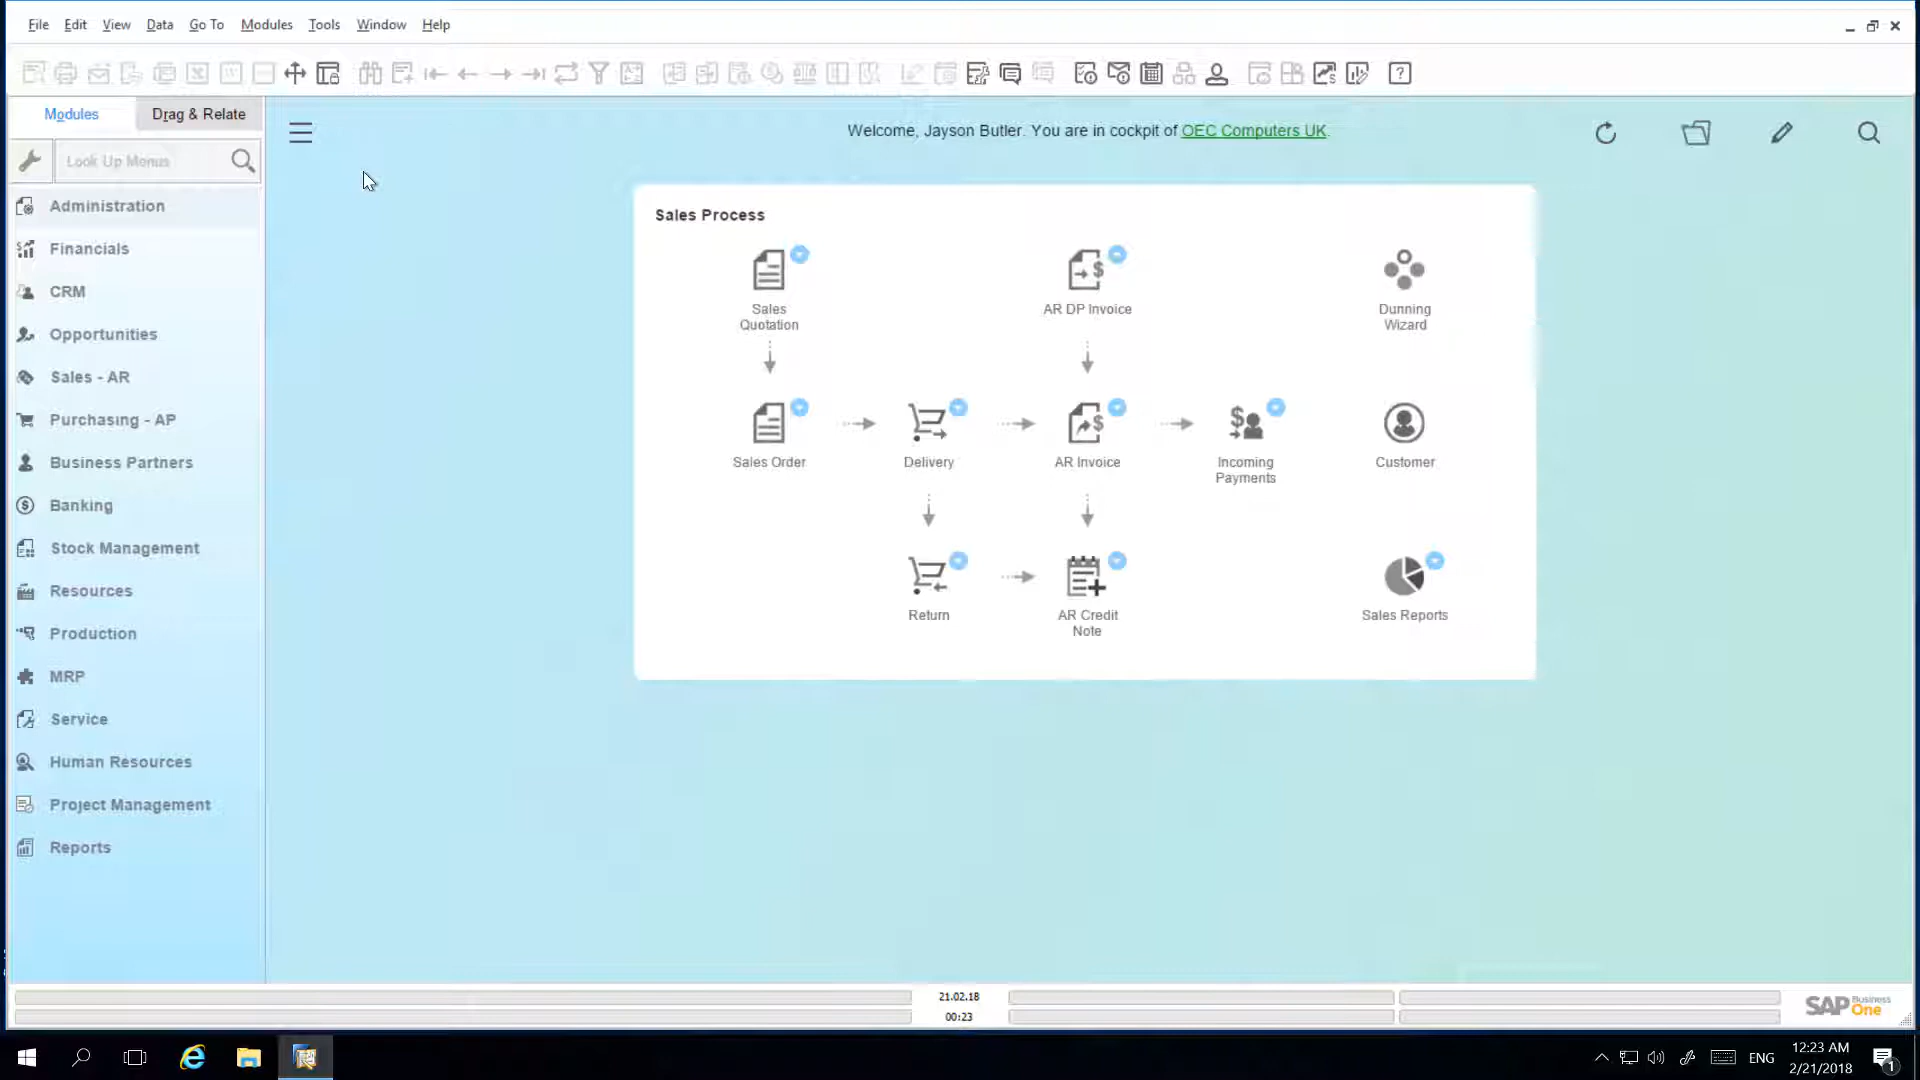 File Edit View Data Go To Modules Tools Window Help
Modules Drag & Relate
Look Up Menus
Welcome, Jayson Butler. You are in cockpit of OEC Computers UK
Administration
Financials
CRM
Opportunities
Sales - AR
Purchasing - AP
Business Partners
Banking
Stock Management
Resources
Production
MRP
Service
Human Resources
Project Management
Reports
Sales Process
Sales
Quotation
AR DP Invoice
Dunning
Wizard
Sales Order
Delivery
AR Invoice
Incoming
Payments
Customer
Return
AR Credit
Note
Sales Reports
21.02.18
00:23
SAP Business
One
ENG
12:23 AM
2/21/2018
1